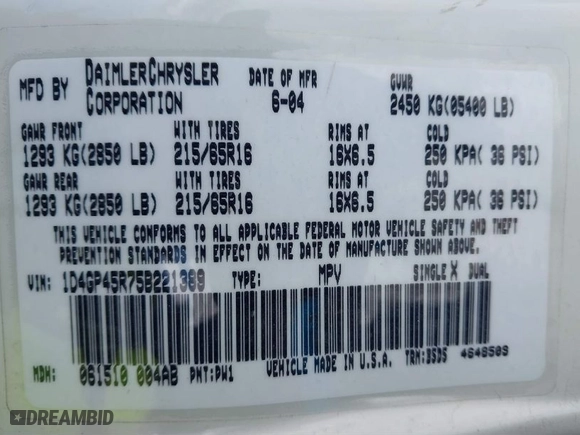 MFD BY DAIMLERCHRYSLER CORPORATION DATE OF MFR 6-04 GVWR 2450 KG(05400 LB)
GAWR FRONT WITH TIRES RIMS AT COLD
1293 KG(2850 LB) 215/65R16 16X6.5 250 KPA( 36 PSI)
GAWR REAR WITH TIRES RIMS AT COLD
1293 KG(2850 LB) 215/65R16 16X6.5 250 KPA( 36 PSI)
THIS VEHICLE CONFORMS TO ALL APPLICABLE FEDERAL MOTOR VEHICLE SAFETY AND THEFT
PREVENTION STANDARDS IN EFFECT ON THE DATE OF MANUFACTURE SHOWN ABOVE.
VIN: 1D4GP45R75B221389 TYPE: MPV SINGLE X DUAL
MDH: 061510 004AB PNT:PW1 VEHICLE MADE IN U.S.A. TRM:BSDS 4648509
DREAMBID